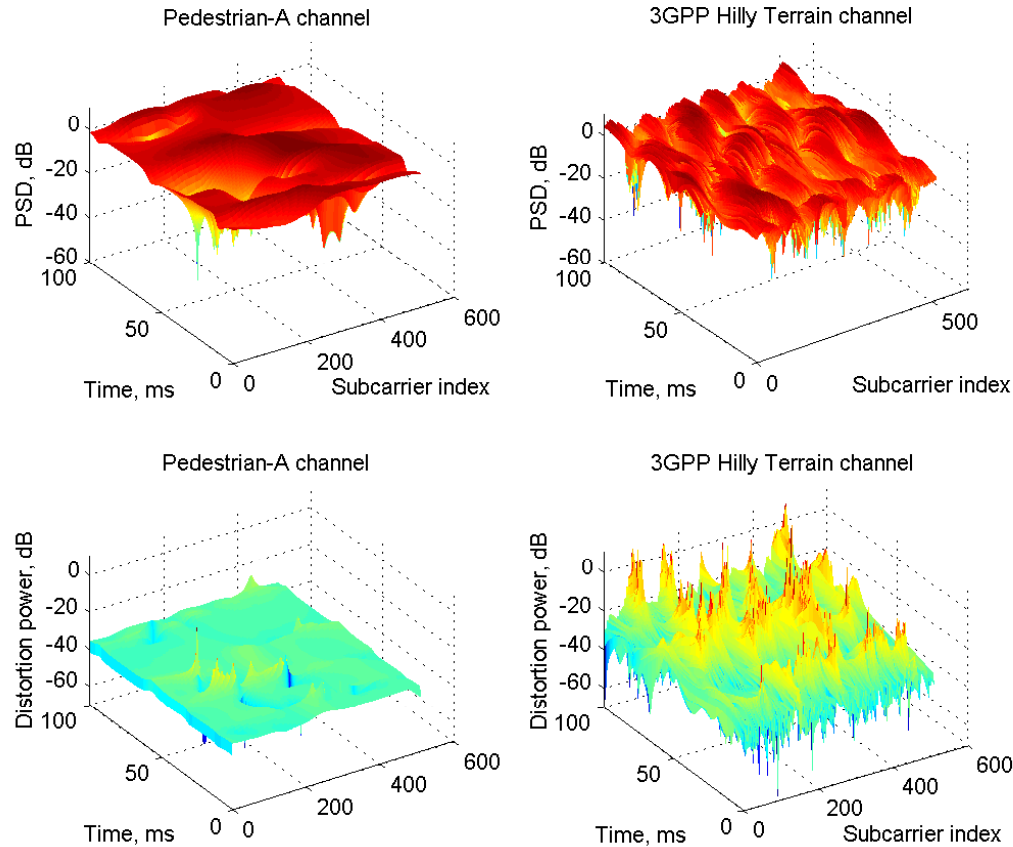 Pedestrian-A channel
3GPP Hilly Terrain channel
PSD, dB
0
-20
-40
-60
100
50
0
Time, ms
0
200
400
600
Subcarrier index
PSD, dB
0
-20
-40
-60
100
50
0
Time, ms
0
500
Subcarrier index
Pedestrian-A channel
3GPP Hilly Terrain channel
Distortion power, dB
0
-20
-40
-60
100
50
0
Time, ms
0
200
400
600
Subcarrier index
Distortion power, dB
0
-20
-40
-60
100
50
0
Time, ms
0
200
400
600
Subcarrier index